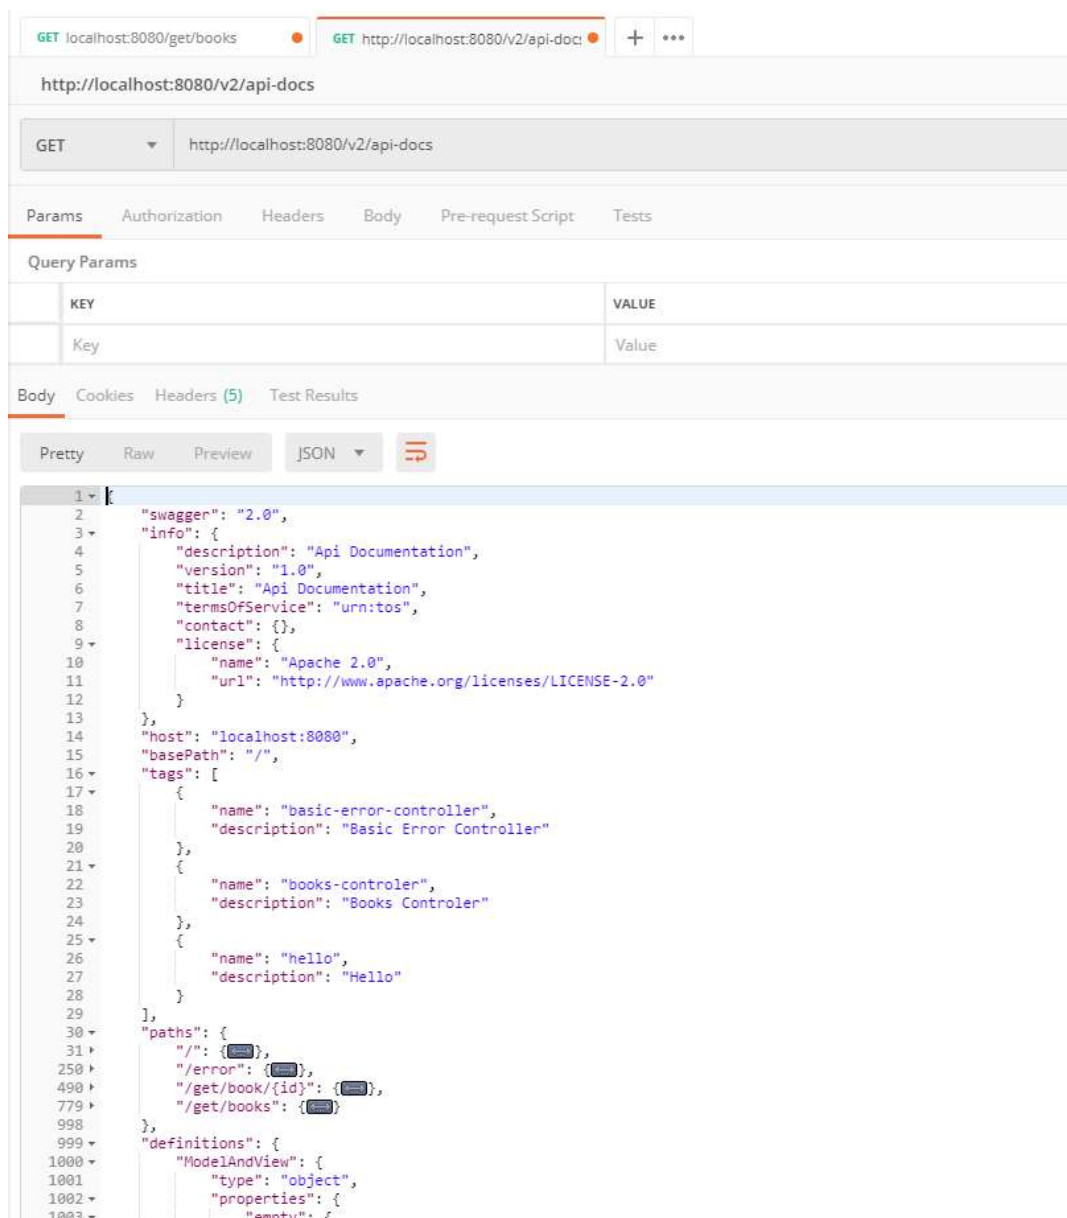 GET localhost:8080/get/books GET http://localhost:8080/v2/api-doc:
http://localhost:8080/v2/api-docs
GET http://localhost:8080/v2/api-docs
Params Authorization Headers Body Pre-request Script Tests
Query Params
KEY VALUE
Key Value
Body Cookies Headers (5) Test Results
Pretty Raw Preview JSON
1 {
2 "swagger": "2.0",
3 "info": {
4 "description": "Api Documentation",
5 "version": "1.0",
6 "title": "Api Documentation",
7 "termsOfService": "urn:tos",
8 "contact": {},
9 "license": {
10 "name": "Apache 2.0",
11 "url": "http://www.apache.org/licenses/LICENSE-2.0"
12 }
13 },
14 "host": "localhost:8080",
15 "basePath": "/",
16 "tags": [
17 {
18 "name": "basic-error-controller",
19 "description": "Basic Error Controller"
20 },
21 {
22 "name": "books-controler",
23 "description": "Books Controler"
24 },
25 {
26 "name": "hello",
27 "description": "Hello"
28 }
29 ],
30 "paths": {
31 "/": {},
250 "/error": {},
490 "/get/book/{id}": {},
779 "/get/books": {}
998 },
999 "definitions": {
1000 "ModelAndView": {
1001 "type": "object",
1002 "properties": {
1003 "empty": {